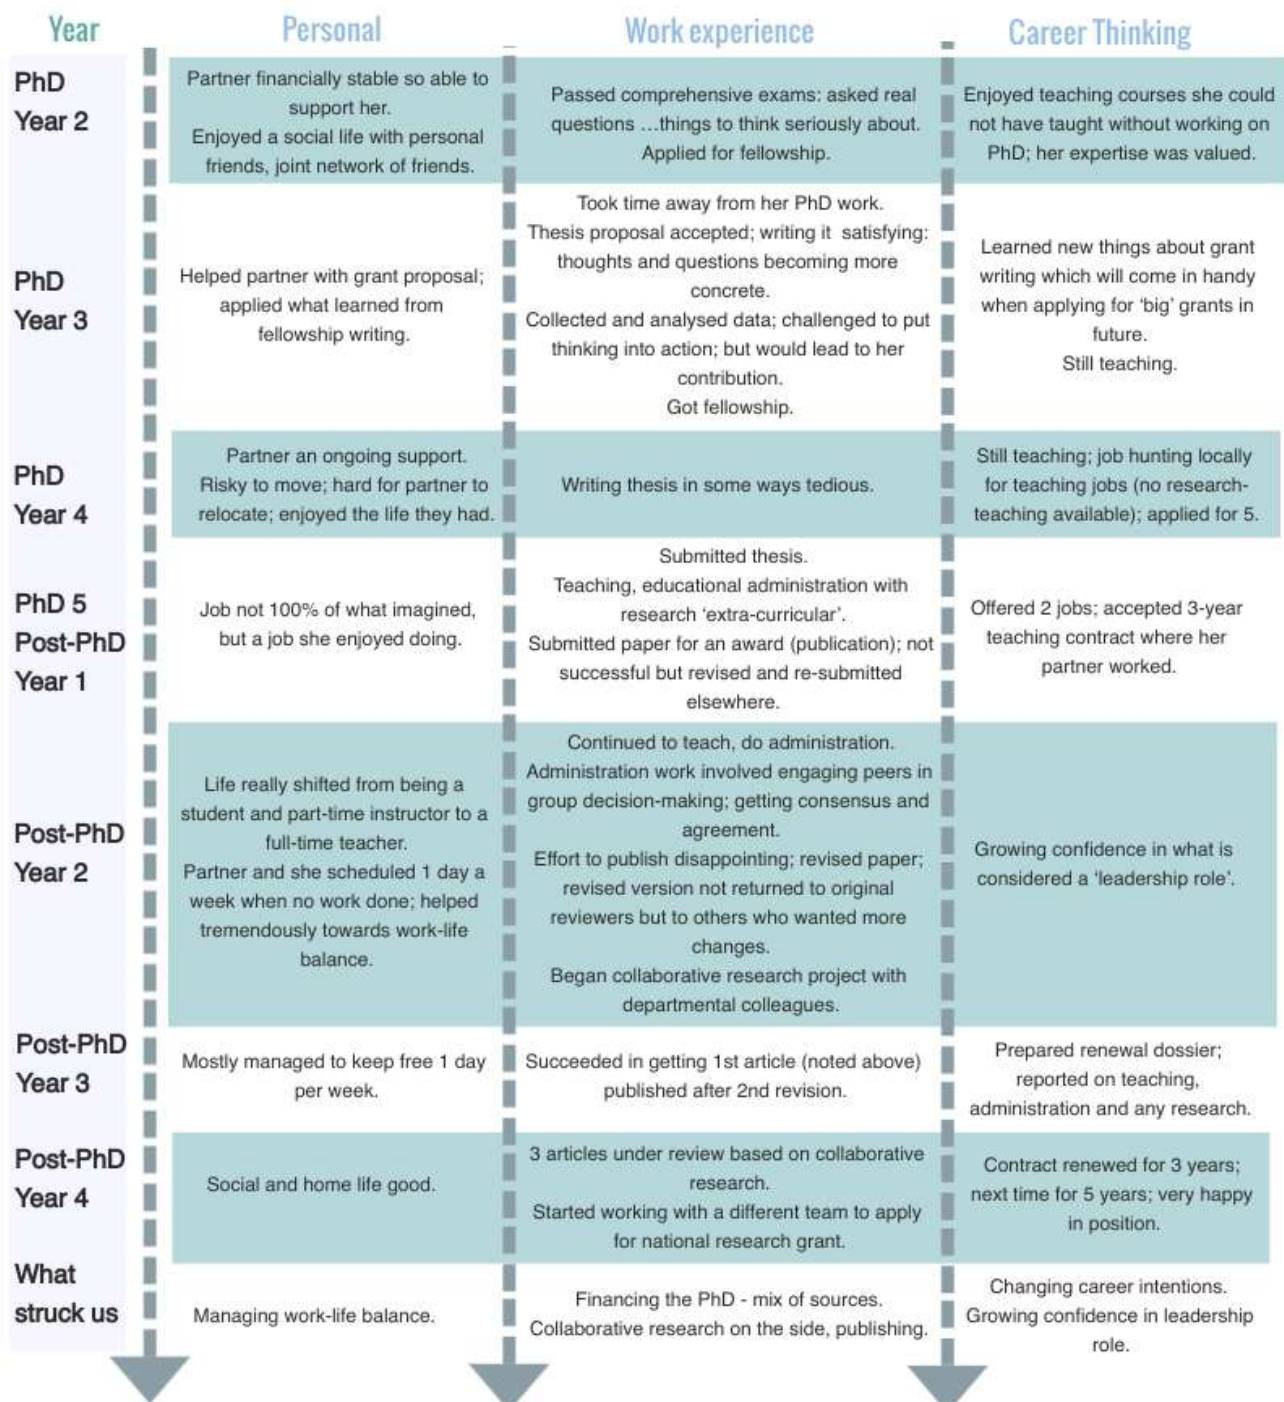 Year
Personal
Work experience
Career Thinking
PhD
Year 2
Partner financially stable so able to
support her.
Enjoyed a social life with personal
friends, joint network of friends.
Passed comprehensive exams: asked real
questions ...things to think seriously about.
Applied for fellowship.
Enjoyed teaching courses she could
not have taught without working on
PhD; her expertise was valued.
PhD
Year 3
Helped partner with grant proposal;
applied what learned from
fellowship writing.
Took time away from her PhD work.
Thesis proposal accepted; writing it satisfying:
thoughts and questions becoming more
concrete.
Collected and analysed data; challenged to put
thinking into action; but would lead to her
contribution.
Got fellowship.
Learned new things about grant
writing which will come in handy
when applying for ‘big’ grants in
future.
Still teaching.
PhD
Year 4
Partner an ongoing support.
Risky to move; hard for partner to
relocate; enjoyed the life they had.
Writing thesis in some ways tedious.
Still teaching; job hunting locally
for teaching jobs (no research-
teaching available); applied for 5.
PhD 5
Post-PhD
Year 1
Job not 100% of what imagined,
but a job she enjoyed doing.
Submitted thesis.
Teaching, educational administration with
research ‘extra-curricular’.
Submitted paper for an award (publication); not
successful but revised and re-submitted
elsewhere.
Offered 2 jobs; accepted 3-year
teaching contract where her
partner worked.
Post-PhD
Year 2
Life really shifted from being a
student and part-time instructor to a
full-time teacher.
Partner and she scheduled 1 day a
week when no work done; helped
tremendously towards work-life
balance.
Continued to teach, do administration.
Administration work involved engaging peers in
group decision-making; getting consensus and
agreement.
Effort to publish disappointing; revised paper;
revised version not returned to original
reviewers but to others who wanted more
changes.
Began collaborative research project with
departmental colleagues.
Growing confidence in what is
considered a ‘leadership role’.
Post-PhD
Year 3
Mostly managed to keep free 1 day
per week.
Succeeded in getting 1st article (noted above)
published after 2nd revision.
Prepared renewal dossier;
reported on teaching,
administration and any research.
Post-PhD
Year 4
Social and home life good.
3 articles under review based on collaborative
research.
Started working with a different team to apply
for national research grant.
Contract renewed for 3 years;
next time for 5 years; very happy
in position.
What
struck us
Managing work-life balance.
Financing the PhD - mix of sources.
Collaborative research on the side, publishing.
Changing career intentions.
Growing confidence in leadership
role.